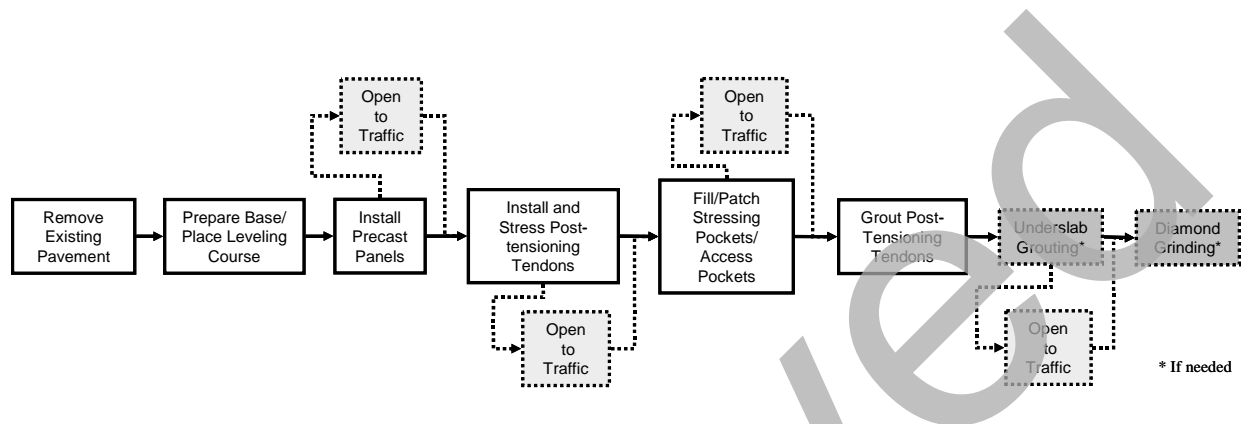 Open
to
Traffic
Open
to
Traffic
Remove
Existing
Pavement
Prepare Base/
Place Leveling
Course
Install
Precast
Panels
Install and
Stress Post-
tensioning
Tendons
Fill/Patch
Stressing
Pockets/
Access
Pockets
Grout Post-
Tensioning
Tendons
Underslab
Grouting*
Diamond
Grinding*
Open
to
Traffic
Open
to
Traffic
* If needed
ved